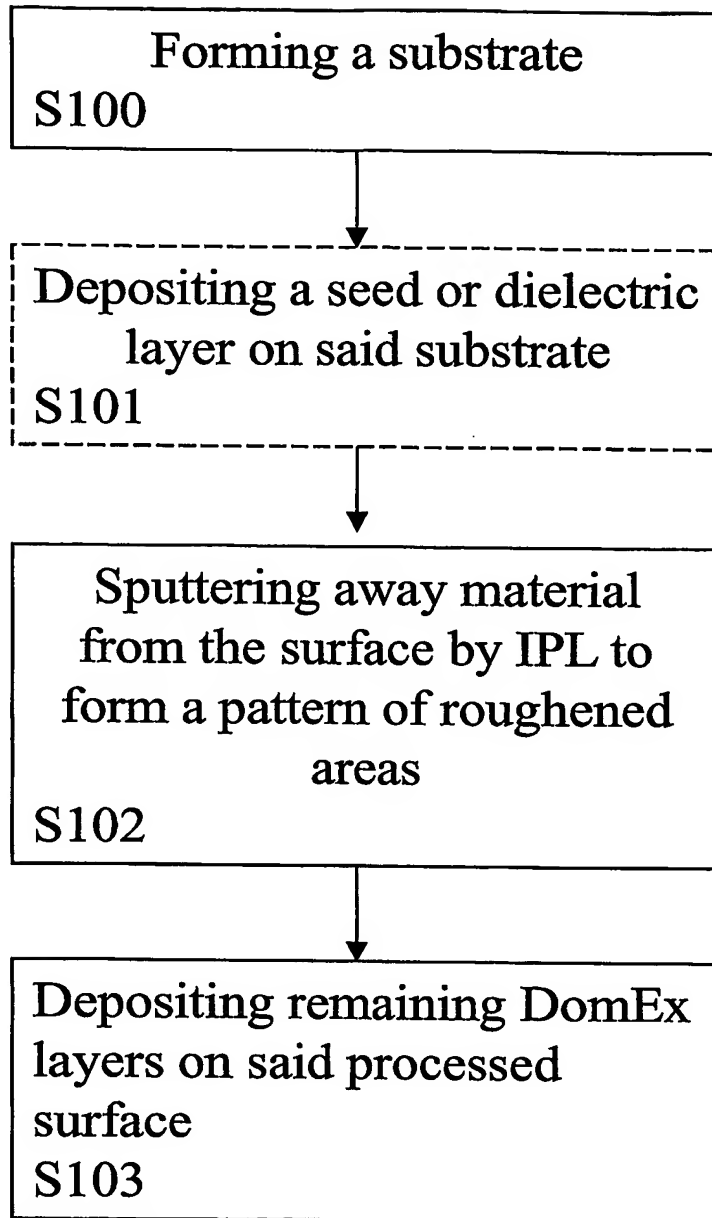 Forming a substrate
S100
Depositing a seed or dielectric
layer on said substrate
S101
Sputtering away material
from the surface by IPL to
form a pattern of roughened
areas
S102
Depositing remaining DomEx
layers on said processed
surface
S103